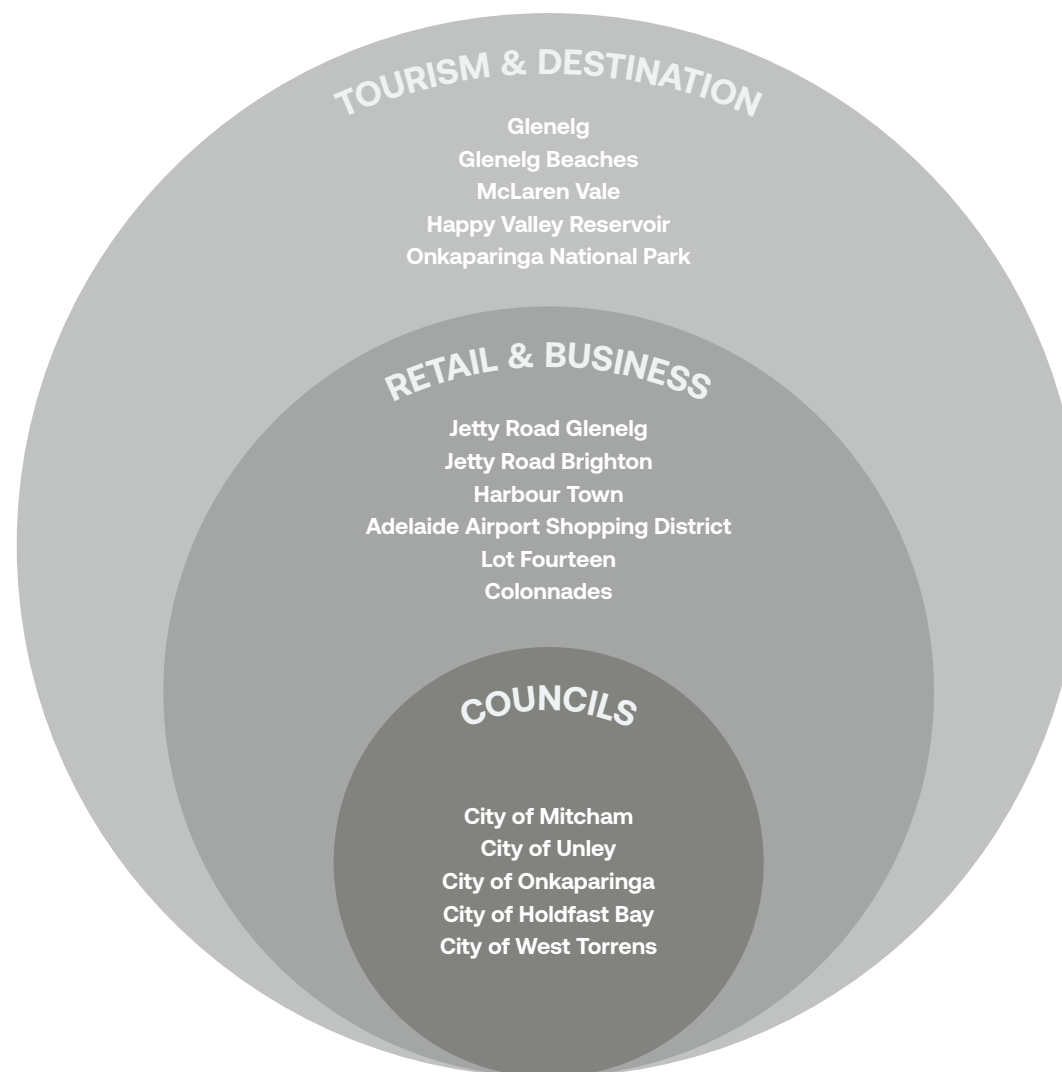 TOURISM & DESTINATION
Glenelg
Glenelg Beaches
McLaren Vale
Happy Valley Reservoir
Onkaparinga National Park
RETAIL & BUSINESS
Jetty Road Glenelg
Jetty Road Brighton
Harbour Town
Adelaide Airport Shopping District
Lot Fourteen
Colonnades
COUNCILS
City of Mitcham
City of Unley
City of Onkaparinga
City of Holdfast Bay
City of West Torrens